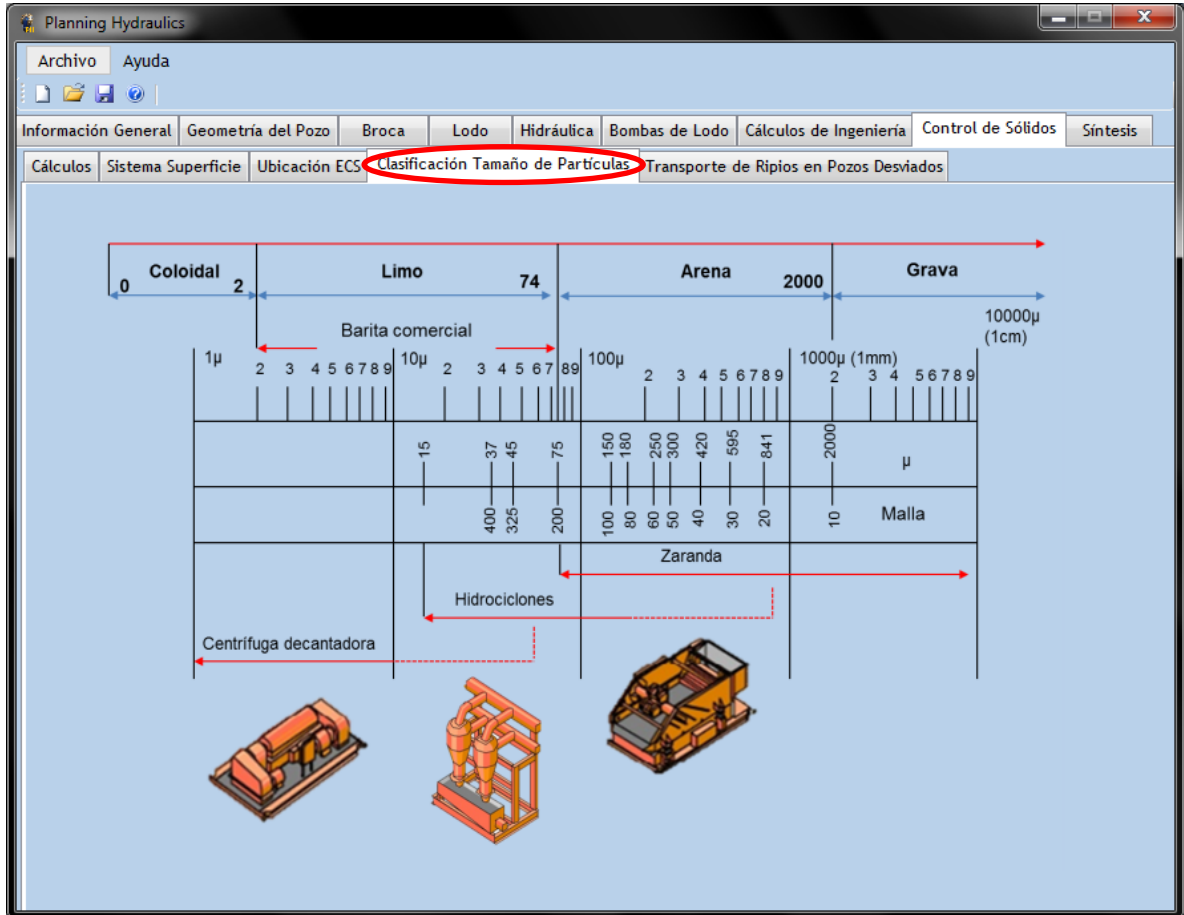 Planning Hydraulics
Archivo Ayuda
Información General Geometría del Pozo Broca Lodo Hidráulica Bombas de Lodo Cálculos de Ingeniería Control de Sólidos Síntesis
Cálculos Sistema Superficie Ubicación ECS Clasificación Tamaño de Partículas Transporte de Ripios en Pozos Desviados
Coloidal Limo Arena Grava
0 2 74 2000
10000µ
(1cm)
Barita comercial
1µ 10µ 100µ 1000µ (1mm)
2 3 4 5 6 7 8 9 2 3 4 5 6 7 8 9 2 3 4 5 6 7 8 9 2 3 4 5 6 7 8 9
15 37 45 75 150 180 250 300 420 595 841 2000 µ
400 325 200 100 80 60 50 40 30 20 10 Malla
Zaranda
Hidrociclones
Centrífuga decantadora